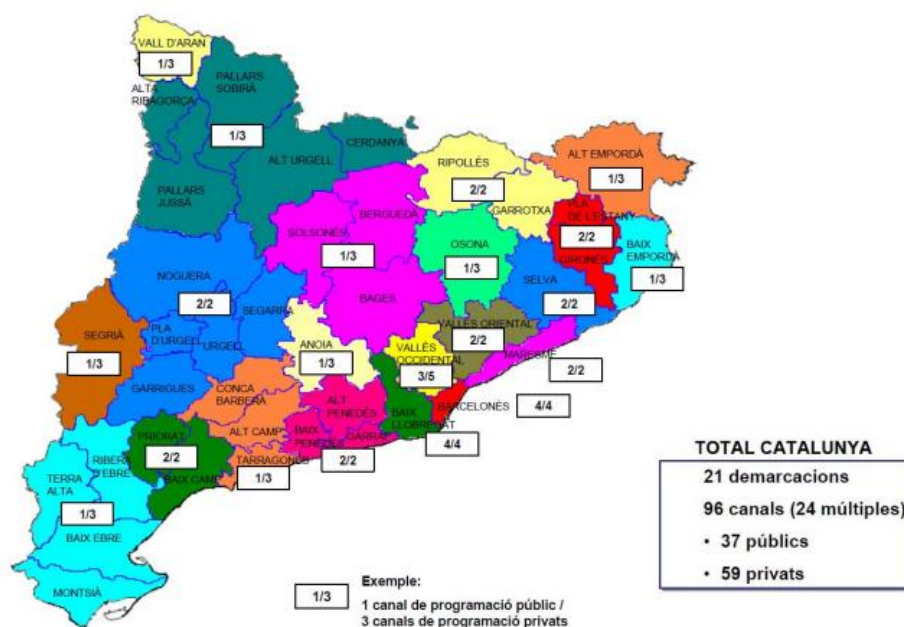 VALL D'ARAN
1/3
ALTA
RIBAGORÇA
PALLARS
SOBIRÀ
1/3
CERDANYA
ALT URGELL
PALLARS
JUSSÀ
RIPOLLÈS
2/2
GARROTXA
ALT EMPORDÀ
1/3
PLA
DE L'ESTANY
2/2
GIRONÈS
BAIX
EMPORDÀ
1/3
BERGUEDÀ
SOLSONÈS
1/3
BAGES
OSONA
1/3
SELVA
2/2
NOGUERA
2/2
SEGARRA
PLA
D'URGELL
URGELL
GARRIGUES
SEGRIÀ
1/3
ANOIA
1/3
VALLÈS ORIENTAL
2/2
VALLÈS
OCCIDENTAL
3/5
MARESME
2/2
BARCELONÈS
4/4
BAIX
LLOBREGAT
4/4
CONCA
BARBERÀ
ALT CAMP
TARRAGONÈS
1/3
ALT
PENEDÈS
BAIX
PENEDÈS
GARRAF
2/2
PRIORAT
2/2
BAIX CAMP
RIBERA
D'EBRE
TERRA
ALTA
1/3
BAIX EBRE
MONTSIÀ
1/3
Exemple:
1 canal de programació públic /
3 canals de programació privats
TOTAL CATALUNYA
21 demarcacions
96 canals (24 múltiples)
• 37 públics
• 59 privats